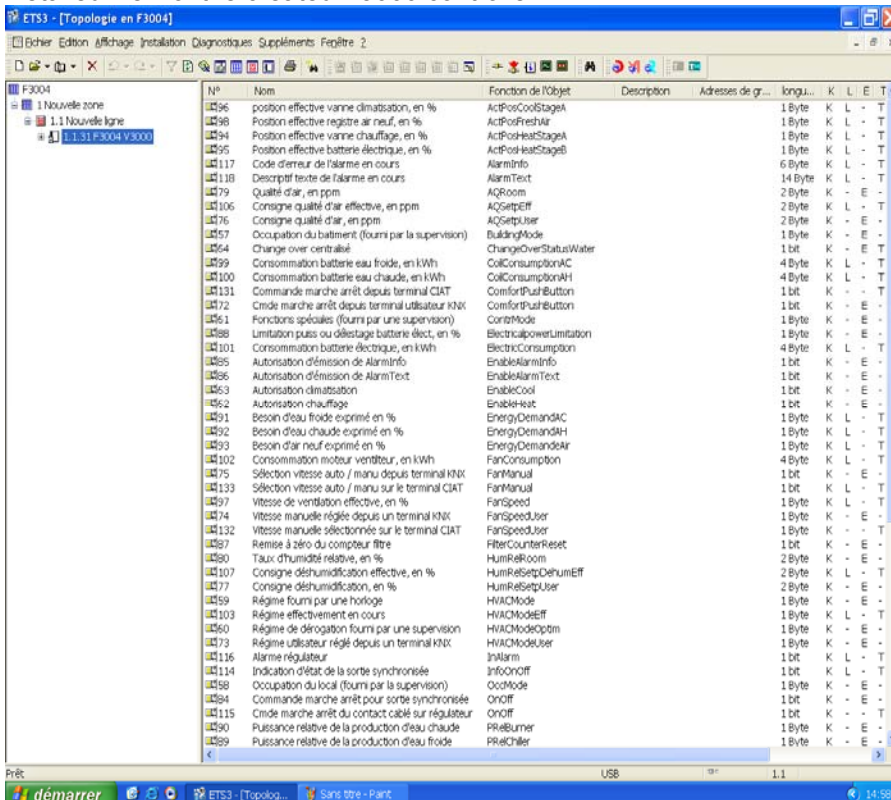 ETS3 - [Topologie en F3004]
Fichier Edition Affichage Installation Diagnostiques Suppléments Fenêtre ?
F3004
1 Nouvelle zone
1.1 Nouvelle ligne
1.1.31 F3004 V3000
N° Nom Fonction de l'Objet Description Adresses de gr... longu... K L E T
96 position effective vanne climatisation, en % ActPosCoolStageA 1 Byte K L - T
98 Position effective registre air neuf, en % ActPosFreshAir 1 Byte K L - T
94 Position effective vanne chauffage, en % ActPosHeatStageA 1 Byte K L - T
95 Position effective batterie électrique, en % ActPosHeatStageB 1 Byte K L - T
117 Code d'erreur de l'alarme en cours AlarmInfo 6 Byte K L - T
118 Descriptif texte de l'alarme en cours AlarmText 14 Byte K L - T
79 Qualité d'air, en ppm AQRoom 2 Byte K - E -
106 Consigne qualité d'air effective, en ppm AQSetpEff 2 Byte K L - T
76 Consigne qualité d'air, en ppm AQSetpUser 2 Byte K - E -
57 Occupation du batiment (fourni par la supervision) BuildingMode 1 Byte K - E -
64 Change over centralisé ChangeOverStatusWater 1 bit K - E T
99 Consommation batterie eau froide, en kWh CoilConsumptionAC 4 Byte K L - T
100 Consommation batterie eau chaude, en kWh CoilConsumptionAH 4 Byte K L - T
131 Commande marche arrêt depuis terminal CIAT ComfortPushButton 1 bit K - - T
72 Cmde marche arrêt depuis terminal utilisateur KNX ComfortPushButton 1 bit K - E -
61 Fonctions spéciales (fourni par une supervision) ContrMode 1 Byte K - E -
88 Limitation puiss ou délestage batterie élect, en % ElectricalpowerLimitation 1 Byte K - E -
101 Consommation batterie électrique, en kWh ElectricConsumption 4 Byte K L - T
85 Autorisation d'émission de AlarmInfo EnableAlarmInfo 1 bit K - E -
86 Autorisation d'émission de AlarmText EnableAlarmText 1 bit K - E -
63 Autorisation climatisation EnableCool 1 bit K - E -
62 Autorisation chauffage EnableHeat 1 bit K - E -
91 Besoin d'eau froide exprimé en % EnergyDemandAC 1 Byte K L - T
92 Besoin d'eau chaude exprimé en % EnergyDemandAH 1 Byte K L - T
93 Besoin d'air neuf exprimé en % EnergyDemandeAir 1 Byte K L - T
102 Consommation moteur ventilteur, en kWh FanConsumption 4 Byte K L - T
75 Sélection vitesse auto / manu depuis terminal KNX FanManual 1 bit K - E -
133 Sélection vitesse auto / manu sur le terminal CIAT FanManual 1 bit K L - T
97 Vitesse de ventilation effective, en % FanSpeed 1 Byte K L - T
74 Vitesse manuelle réglée depuis un terminal KNX FanSpeedUser 1 Byte K - E -
132 Vitesse manuelle sélectionnée sur le terminal CIAT FanSpeedUser 1 Byte K - - T
87 Remise à zéro du compteur filtre FilterCounterReset 1 bit K - E -
80 Taux d'humidité relative, en % HumRelRoom 2 Byte K - E -
107 Consigne déshumidification effective, en % HumRelSetpDehumEff 2 Byte K L - T
77 Consigne déshumidification, en % HumRelSetpUser 2 Byte K - E -
59 Régime fourni par une horloge HVACMode 1 Byte K - E -
103 Régime effectivement en cours HVACModeEff 1 Byte K L - T
60 Régime de dérogation fourni par une supervision HVACModeOptim 1 Byte K - E -
73 Régime utilisateur réglé depuis un terminal KNX HVACModeUser 1 Byte K - E -
116 Alarme régulateur InAlarm 1 bit K L - T
114 Indication d'état de la sortie synchronisée InfoOnOff 1 bit K L - T
58 Occupation du local (fourni par la supervision) OccMode 1 Byte K - E -
84 Commande marche arrêt pour sortie synchronisée OnOff 1 bit K - E -
115 Cmde marche arrêt du contact cablé sur régulateur OnOff 1 bit K - - T
90 Puissance relative de la production d'eau chaude PRelBurner 1 Byte K - E -
89 Puissance relative de la production d'eau froide PRelChiller 1 Byte K - E -
Prêt USB 1.1
démarrer ETS3 - [Topolog... Sans titre - Paint 14:58